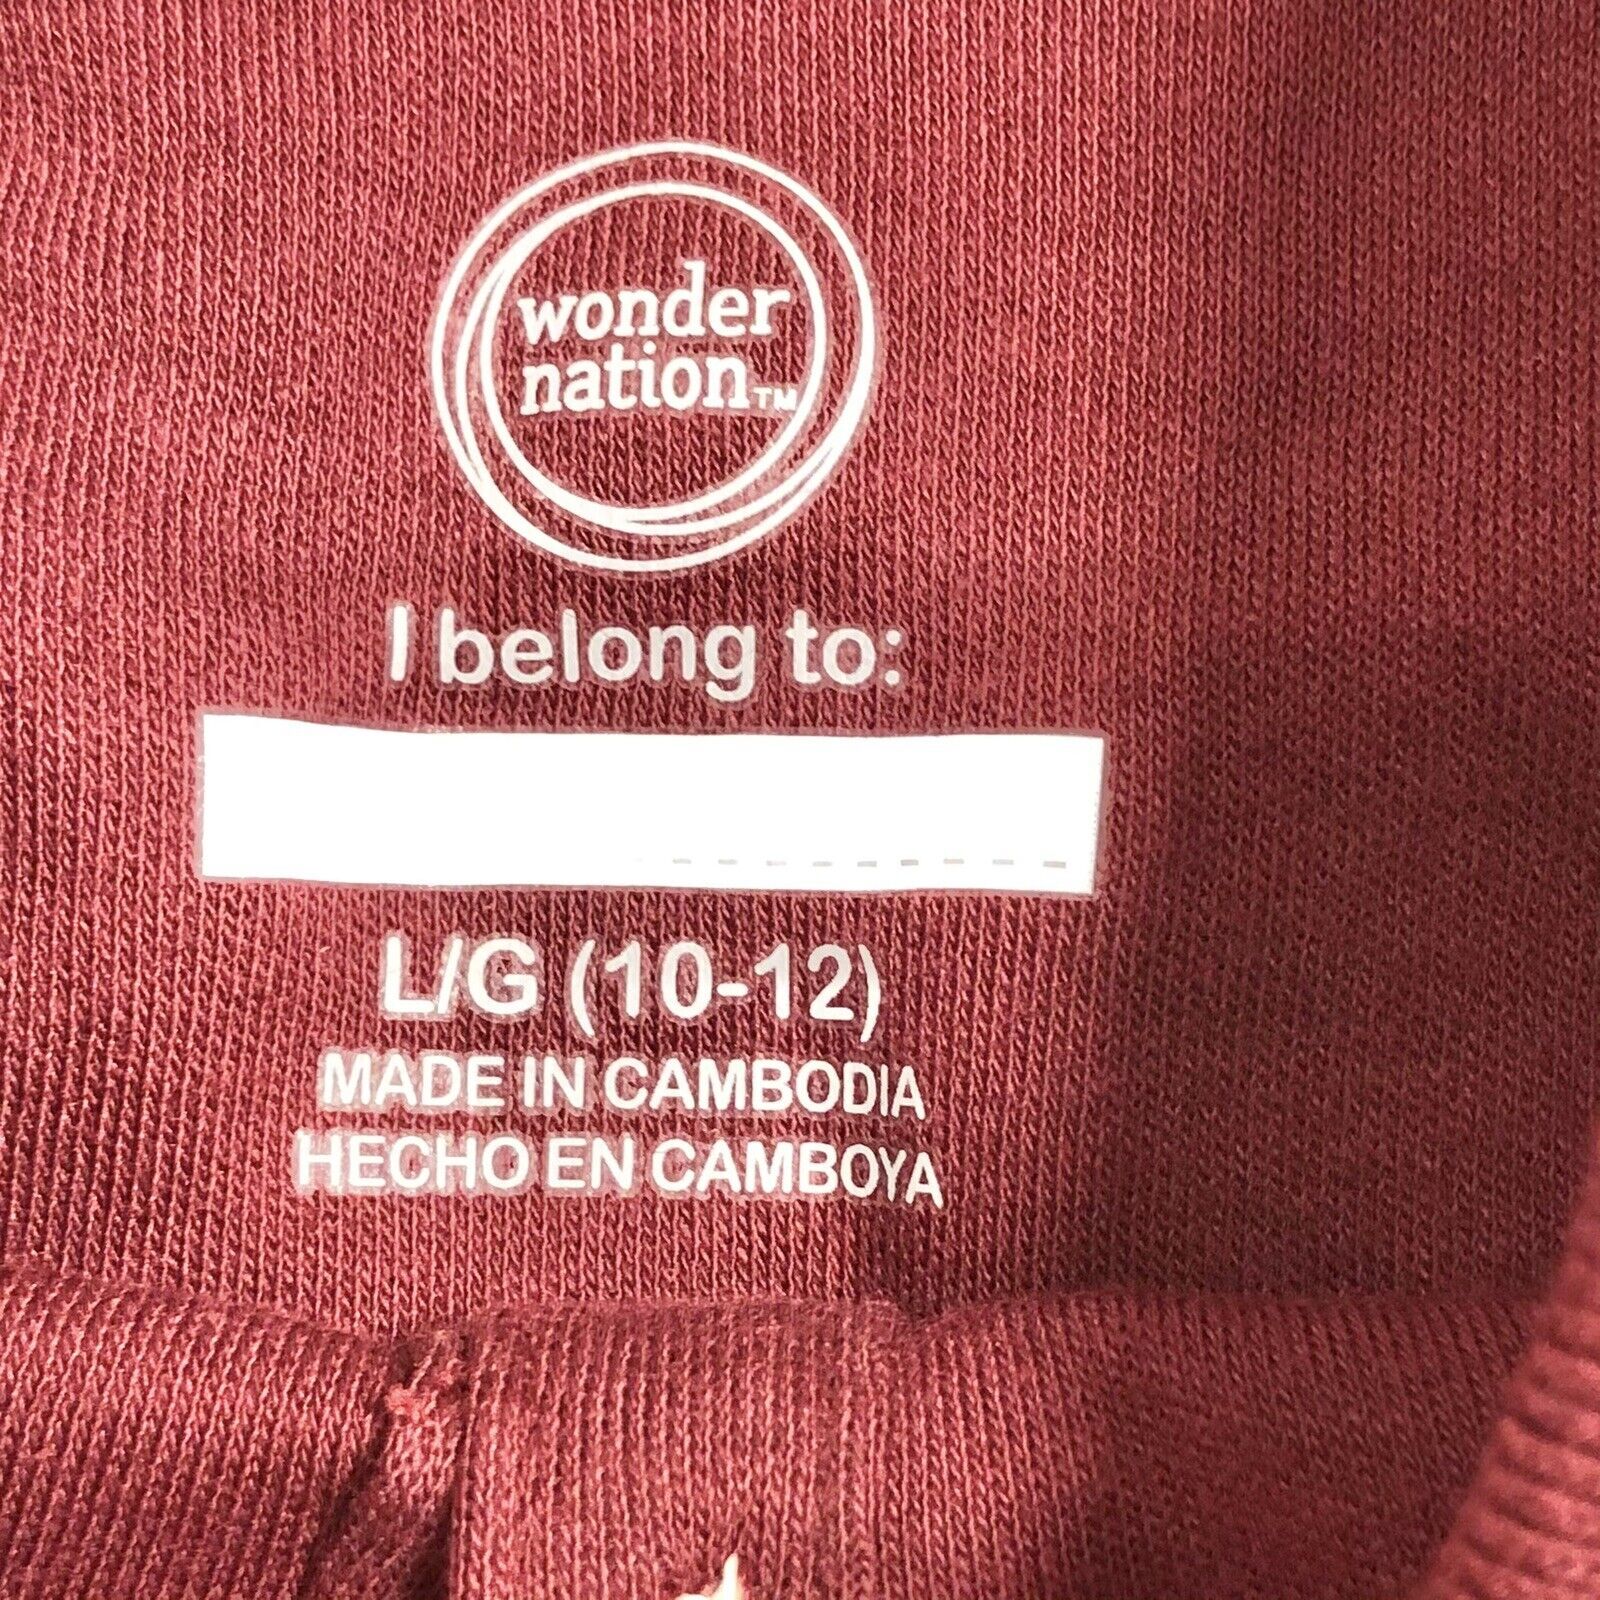 wonder
nation™
I belong to:
L/G (10-12)
MADE IN CAMBODIA
HECHO EN CAMBOYA